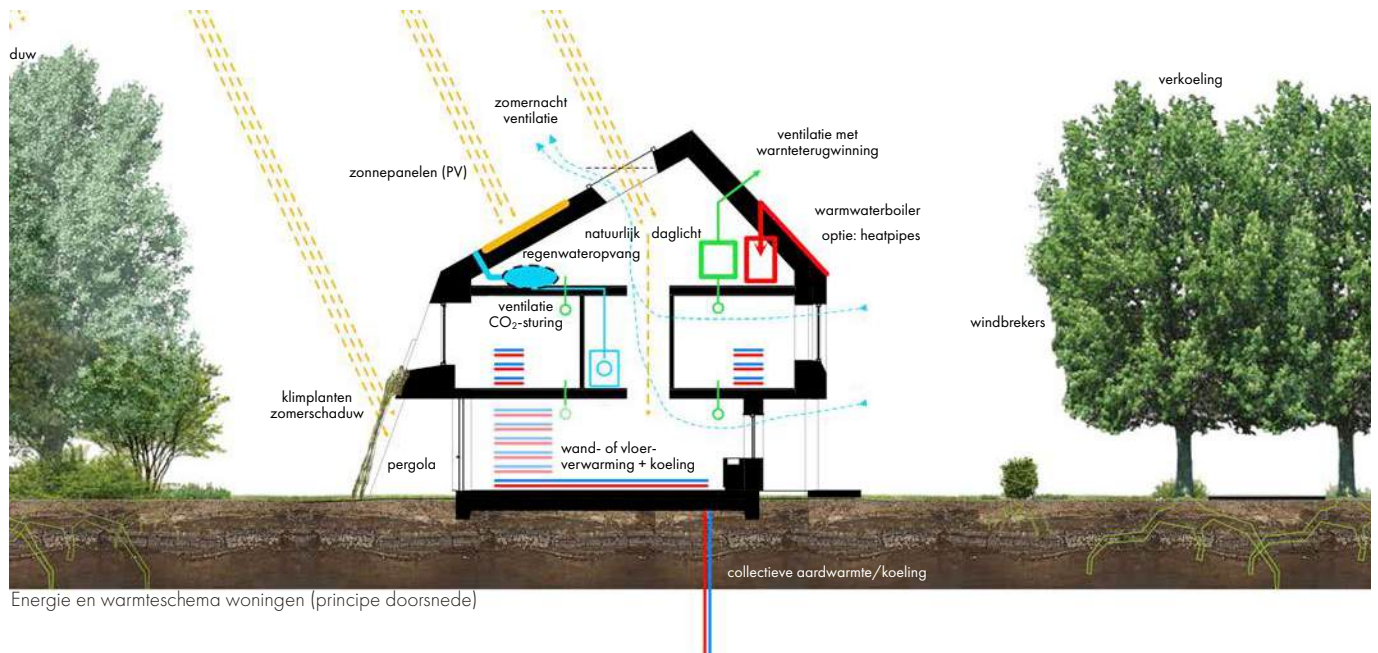 duw
zomernacht
ventilatie
verkoeling
ventilatie met
warnteterugwinning
zonnepanelen (PV)
warmwaterboiler
optie: heatpipes
natuurlijk daglicht
regenwateropvang
ventilatie
CO₂-sturing
windbrekers
klimplanten
zomerschaduw
pergola
wand- of vloer-
verwarming + koeling
collectieve aardwarmte/koeling
Energie en warmteschema woningen (principe doorsnede)